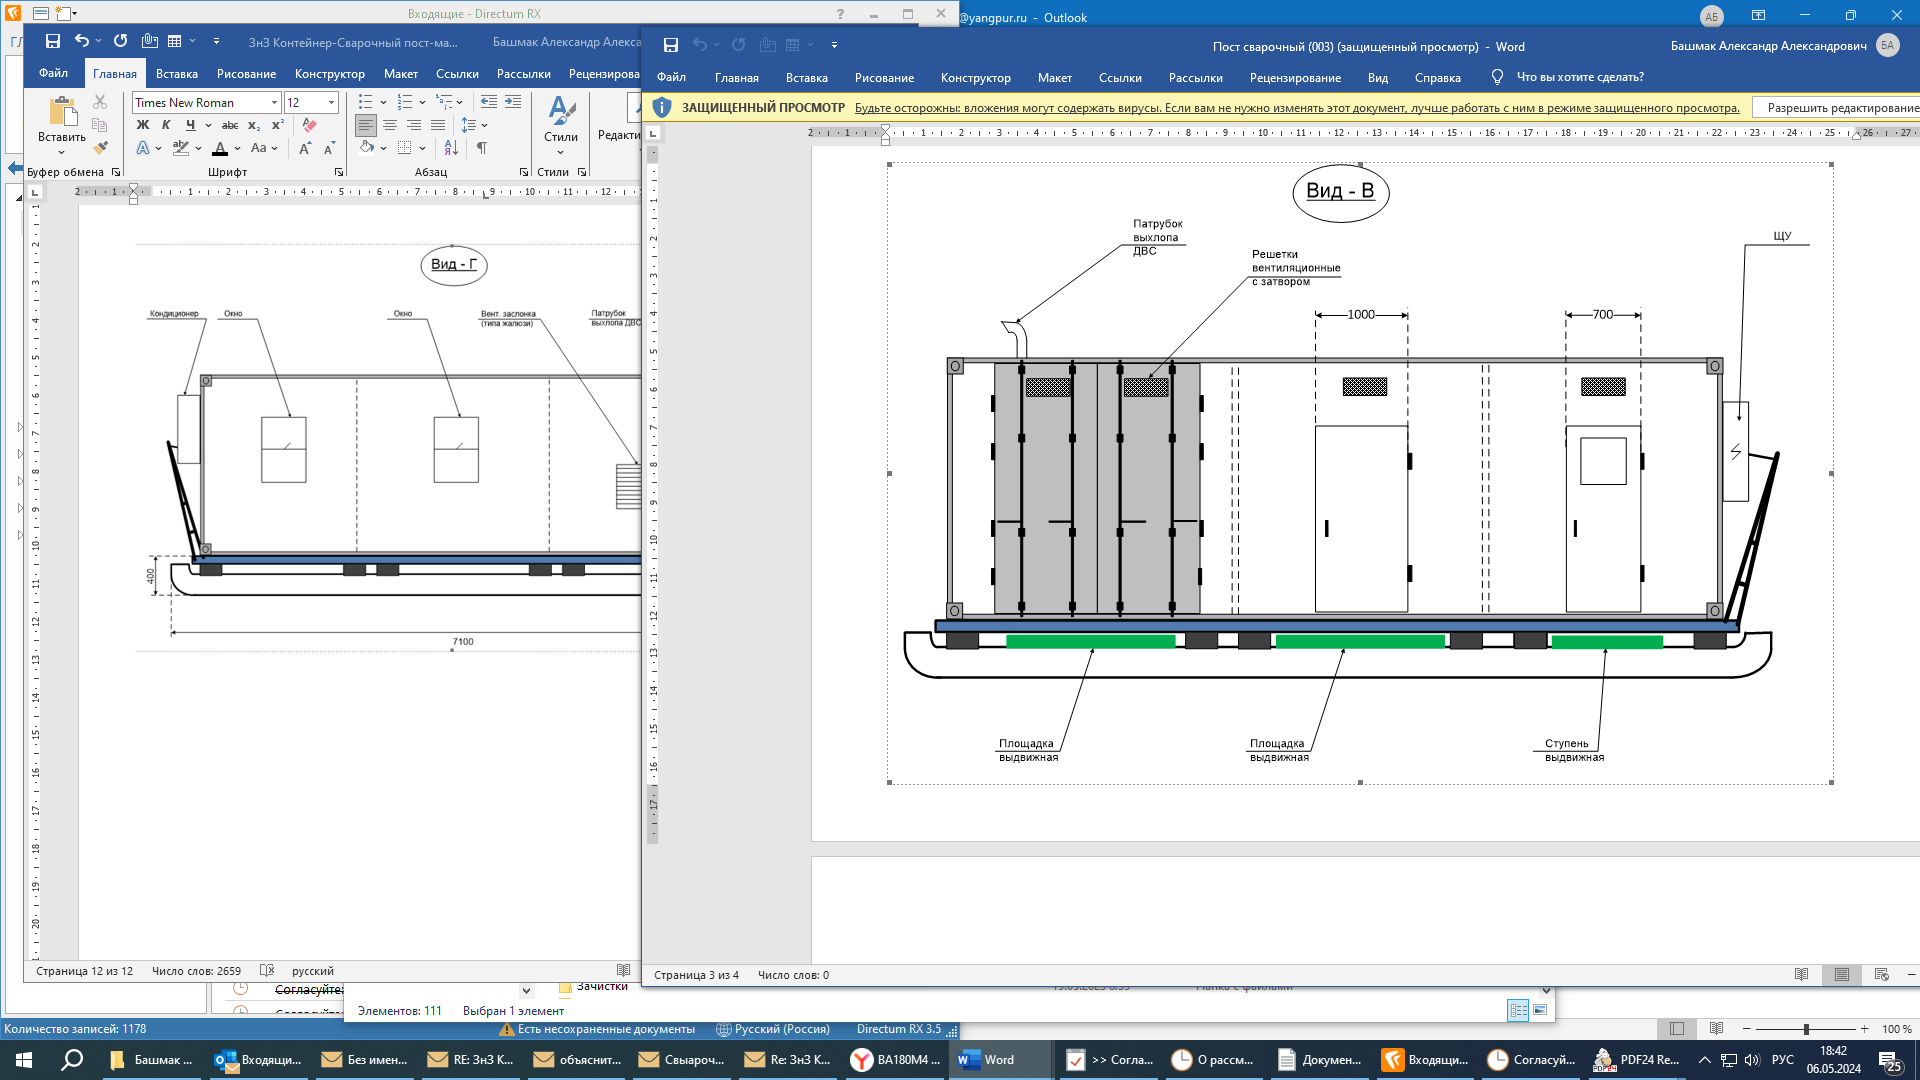 Входящие - Directum RX
@yangpur.ru - Outlook
АБ
ЗнЗ Контейнер-Сварочный пост-ма...
Башмак Александр Алекса
Файл
Главная
Вставка
Рисование
Конструктор
Макет
Ссылки
Рассылки
Рецензирова
Вставить
Times New Roman
12
Ж К Ч abc x₂ x²
Aa
Стили
Редакти
Буфер обмена
Шрифт
Абзац
Стили
Вид - Г
Кондиционер
Окно
Окно
Вент. заслонка
(типа жалюзи)
Патрубок
выхлопа ДВС
400
7100
Страница 12 из 12
Число слов: 2659
русский
Пост сварочный (003) (защищенный просмотр) - Word
Башмак Александр Александрович
БА
Файл
Главная
Вставка
Рисование
Конструктор
Макет
Ссылки
Рассылки
Рецензирование
Вид
Справка
Что вы хотите сделать?
ЗАЩИЩЕННЫЙ ПРОСМОТР
Будьте осторожны: вложения могут содержать вирусы. Если вам не нужно изменять этот документ, лучше работать с ним в режиме защищенного просмотра.
Разрешить редактирование
Вид - В
Патрубок
выхлопа
ДВС
Решетки
вентиляционные
с затвором
ЩУ
1000
700
Площадка
выдвижная
Площадка
выдвижная
Ступень
выдвижная
Страница 3 из 4
Число слов: 0
Согласуйте:
Зачистки
Элементов: 111
Выбран 1 элемент
Количество записей: 1178
Есть несохраненные документы
Русский (Россия)
Directum RX 3.5
100 %
Башмак ...
Входящи...
Без имен...
RE: ЗнЗ К...
объяснит...
Свыароч...
Re: ЗнЗ К...
ВА180М4 ...
Word
>> Согла...
О рассм...
Докумен...
Входящи...
Согласуй...
PDF24 Re...
РУС
18:42
06.05.2024
25